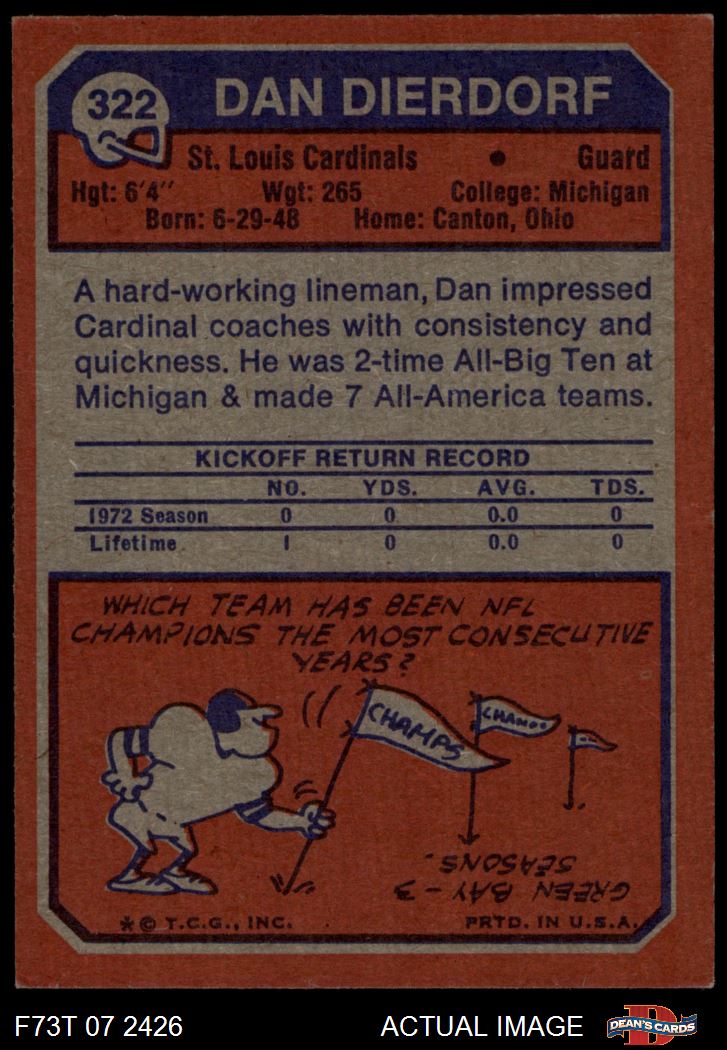 322 DAN DIERDORF
St. Louis Cardinals • Guard
Hgt: 6'4" Wgt: 265 College: Michigan
Born: 6-29-48 Home: Canton, Ohio
A hard-working lineman, Dan impressed
Cardinal coaches with consistency and
quickness. He was 2-time All-Big Ten at
Michigan & made 7 All-America teams.
KICKOFF RETURN RECORD
NO. YDS. AVG. TDS.
1972 Season 0 0 0.0 0
Lifetime 1 0 0.0 0
WHICH TEAM HAS BEEN NFL
CHAMPIONS THE MOST CONSECUTIVE
YEARS?
CHAMPS
GREEN BAY - 3
SEASONS.
*© T.C.G., INC. PRTD. IN U.S.A.
F73T 07 2426 ACTUAL IMAGE DEAN'S CARDS